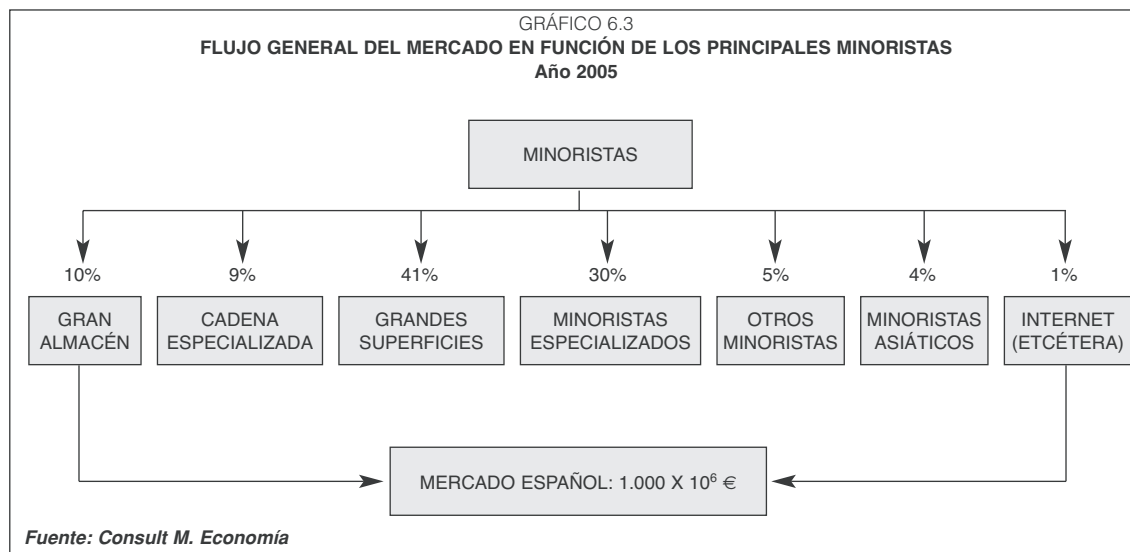 GRÁFICO 6.3
FLUJO GENERAL DEL MERCADO EN FUNCIÓN DE LOS PRINCIPALES MINORISTAS
Año 2005
MINORISTAS
10% 9% 41% 30% 5% 4% 1%
GRAN
ALMACÉN
CADENA
ESPECIALIZADA
GRANDES
SUPERFICIES
MINORISTAS
ESPECIALIZADOS
OTROS
MINORISTAS
MINORISTAS
ASIÁTICOS
INTERNET
(ETCÉTERA)
MERCADO ESPAÑOL: 1.000 X 10⁶ €
Fuente: Consult M. Economía